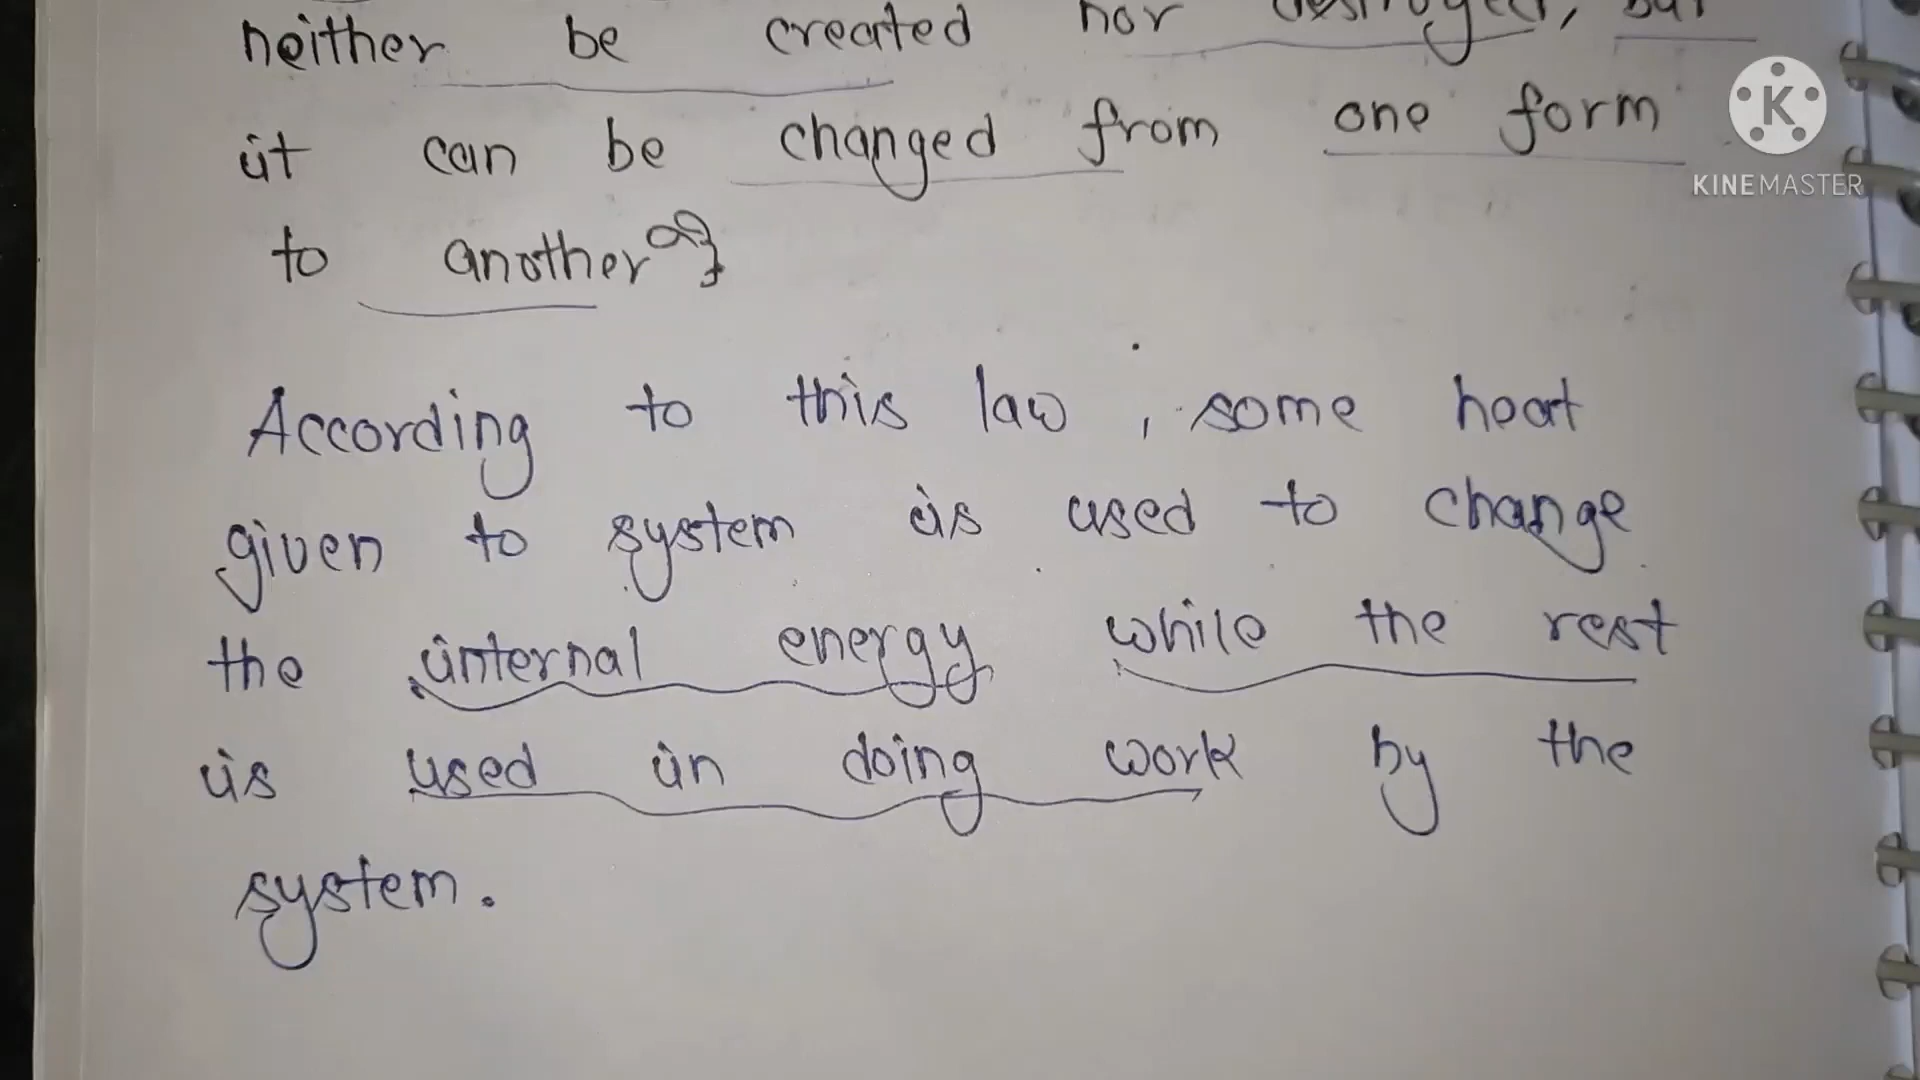 neither be created nor destroyed, but
it can be changed from one form
to another }
According to this law, some heat
given to system is used to change
the internal energy while the rest
is used in doing work by the
system.
K
KINEMASTER